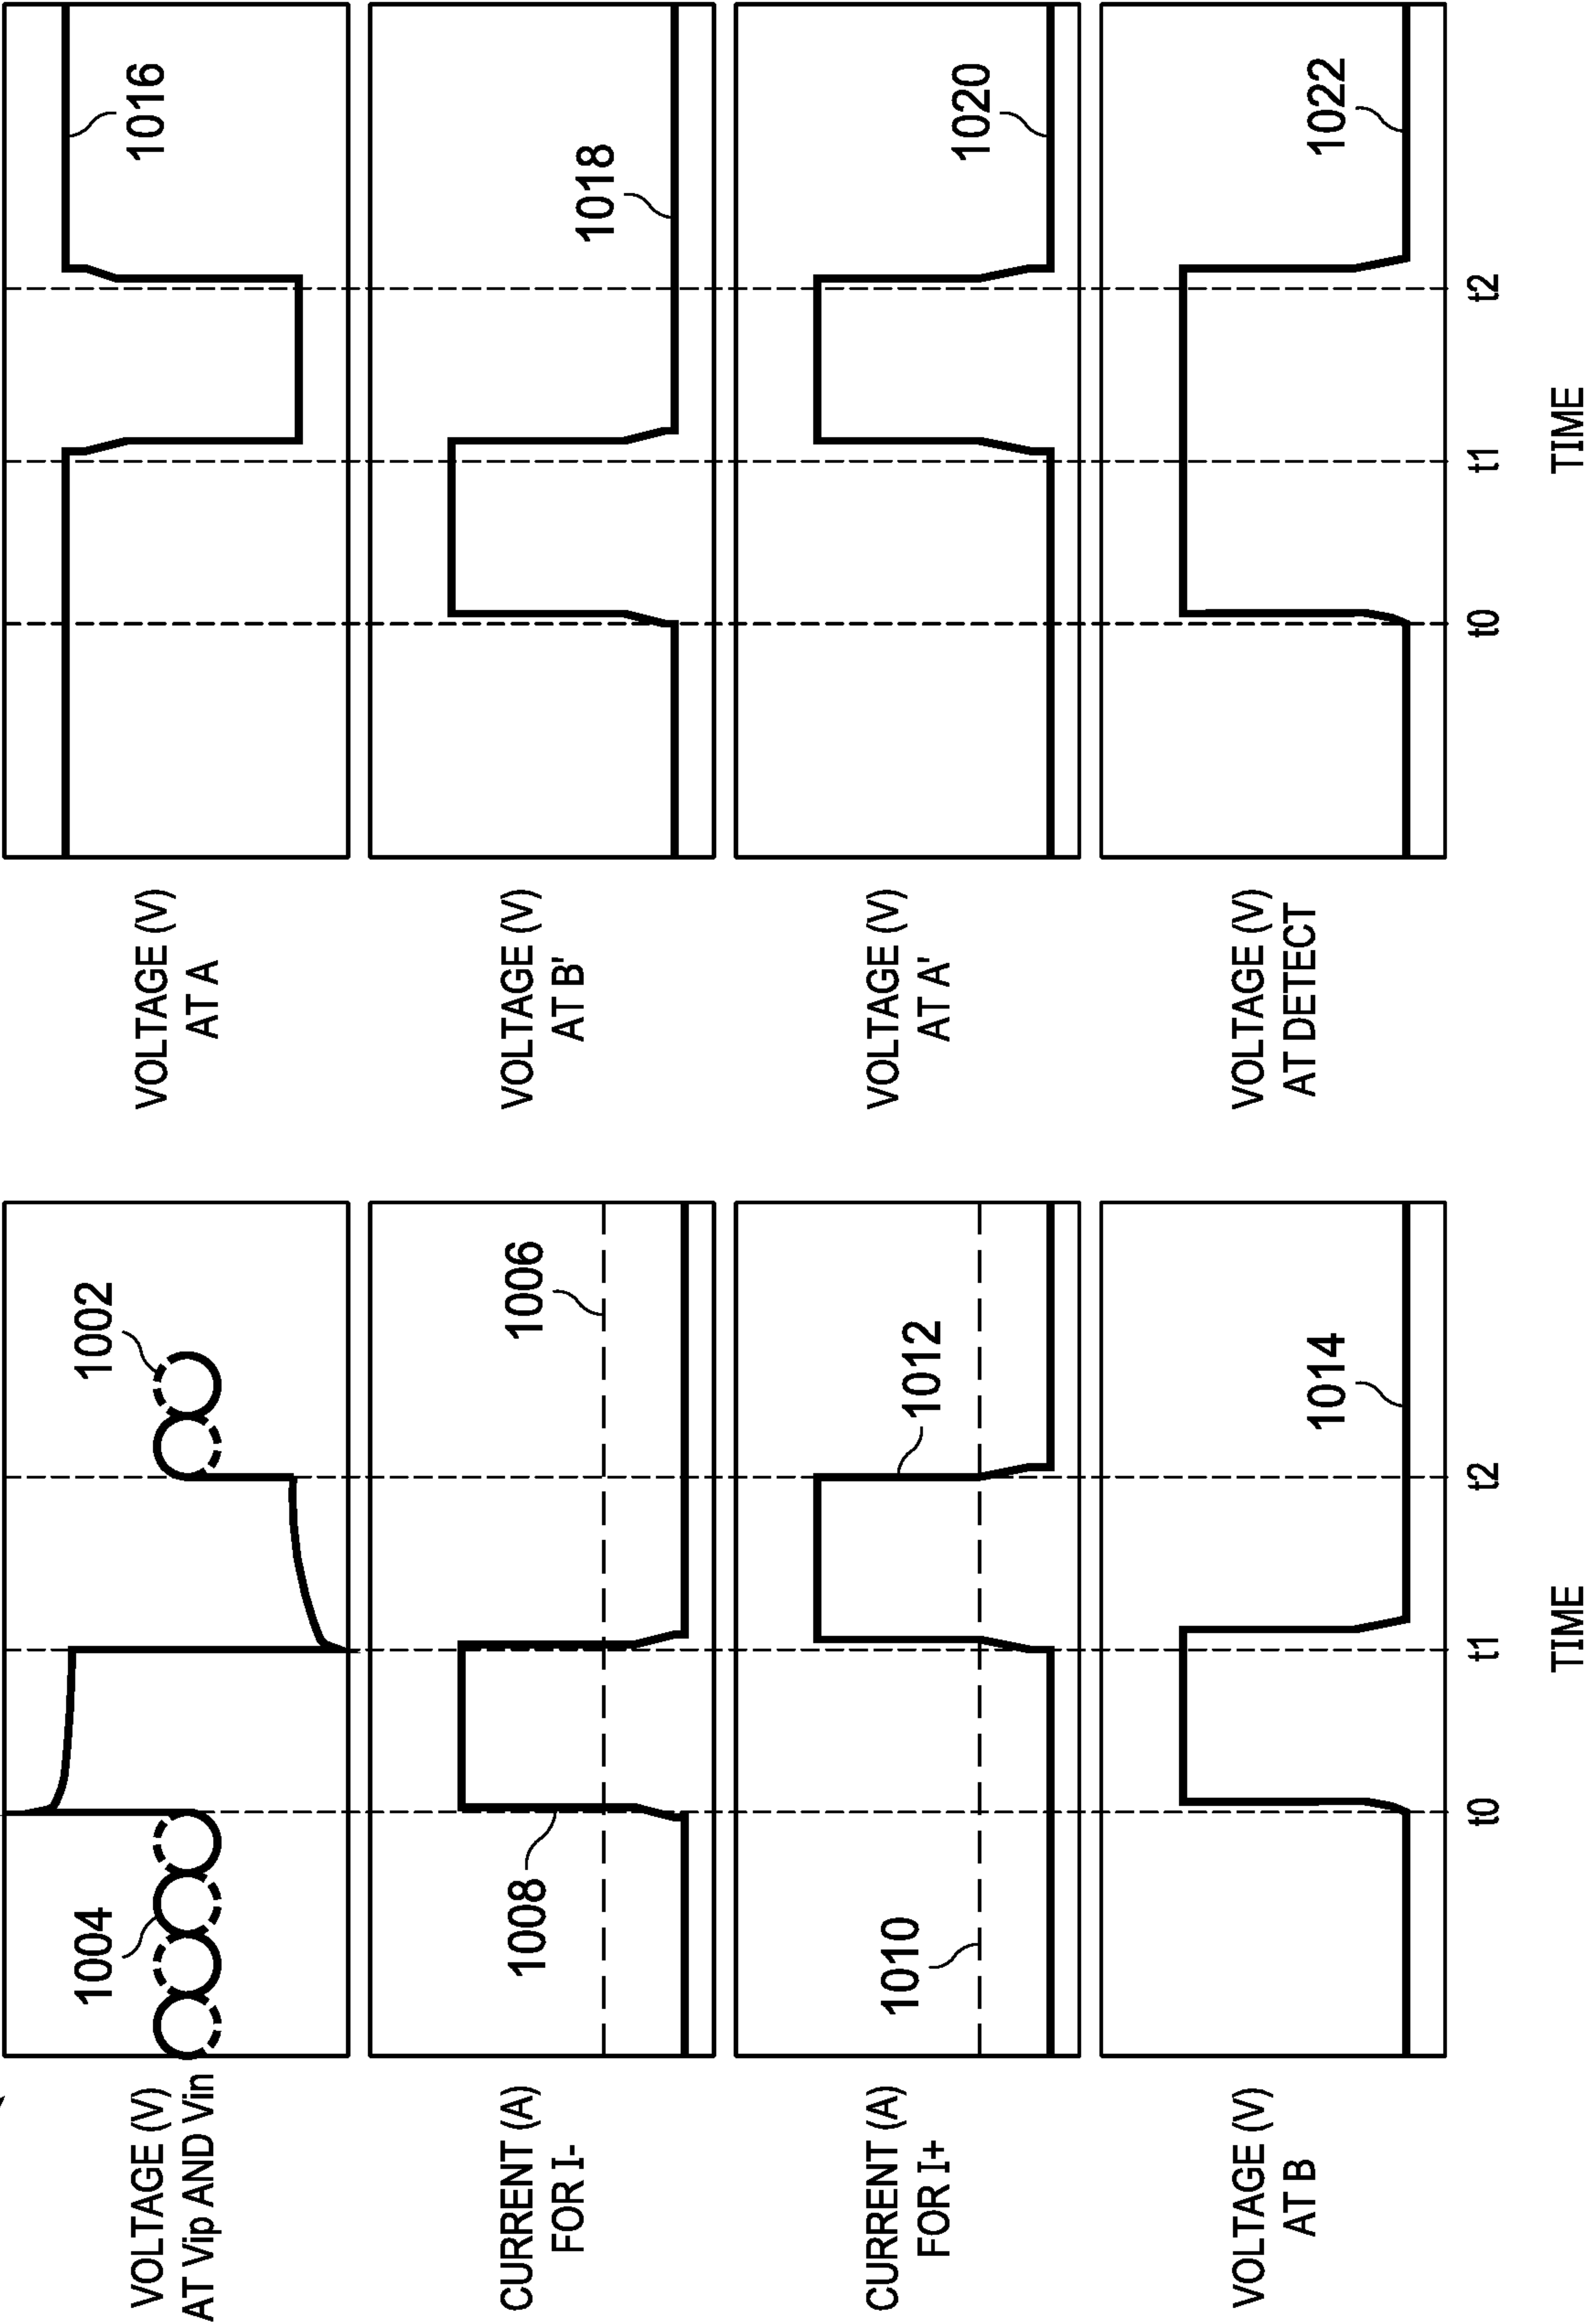 VOLTAGE (V)
AT Vip AND Vin
1004
1002
CURRENT (A)
FOR I-
1008
1006
CURRENT (A)
FOR I+
1010
1012
VOLTAGE (V)
AT B
1014
t0
t1
t2
TIME
VOLTAGE (V)
AT A
1016
VOLTAGE (V)
AT B'
1018
VOLTAGE (V)
AT A'
1020
VOLTAGE (V)
AT DETECT
1022
t0
t1
t2
TIME